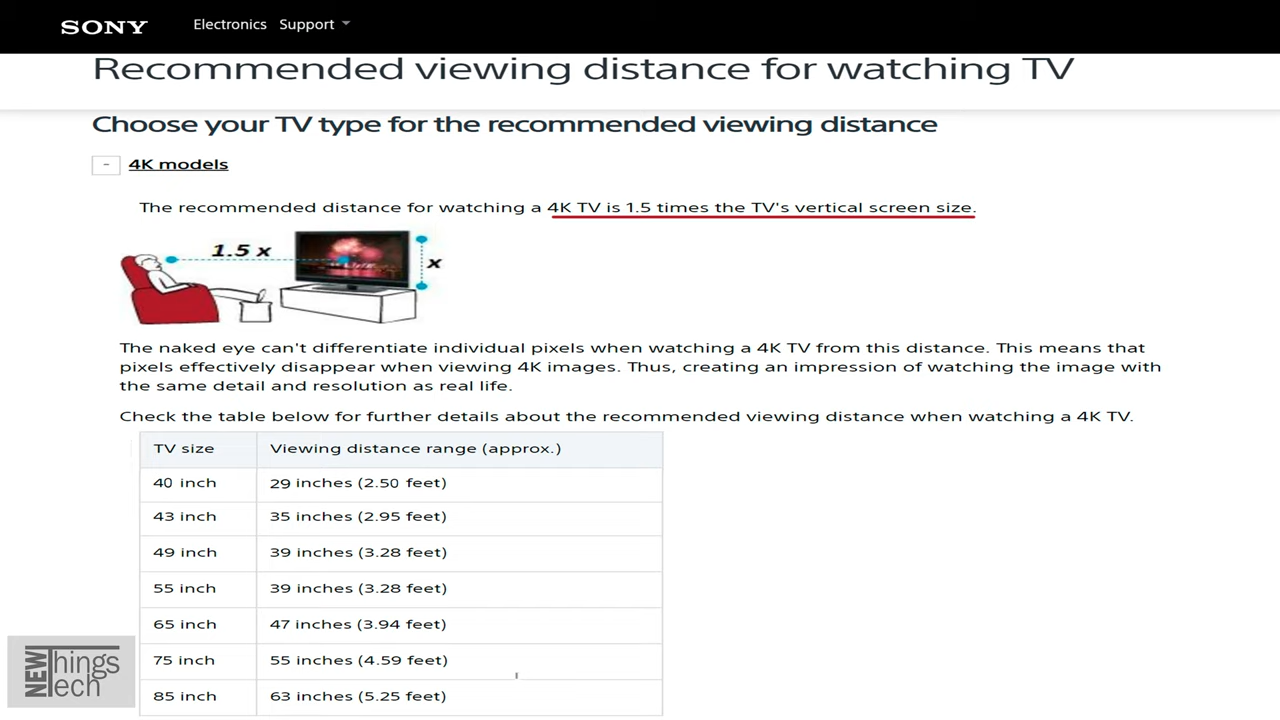 SONY Electronics Support
Recommended viewing distance for watching TV
Choose your TV type for the recommended viewing distance
- 4K models
The recommended distance for watching a 4K TV is 1.5 times the TV's vertical screen size.
1.5 x
x
The naked eye can't differentiate individual pixels when watching a 4K TV from this distance. This means that
pixels effectively disappear when viewing 4K images. Thus, creating an impression of watching the image with
the same detail and resolution as real life.
Check the table below for further details about the recommended viewing distance when watching a 4K TV.
TV size Viewing distance range (approx.)
40 inch 29 inches (2.50 feet)
43 inch 35 inches (2.95 feet)
49 inch 39 inches (3.28 feet)
55 inch 39 inches (3.28 feet)
65 inch 47 inches (3.94 feet)
75 inch 55 inches (4.59 feet)
85 inch 63 inches (5.25 feet)
NEW Things Tech